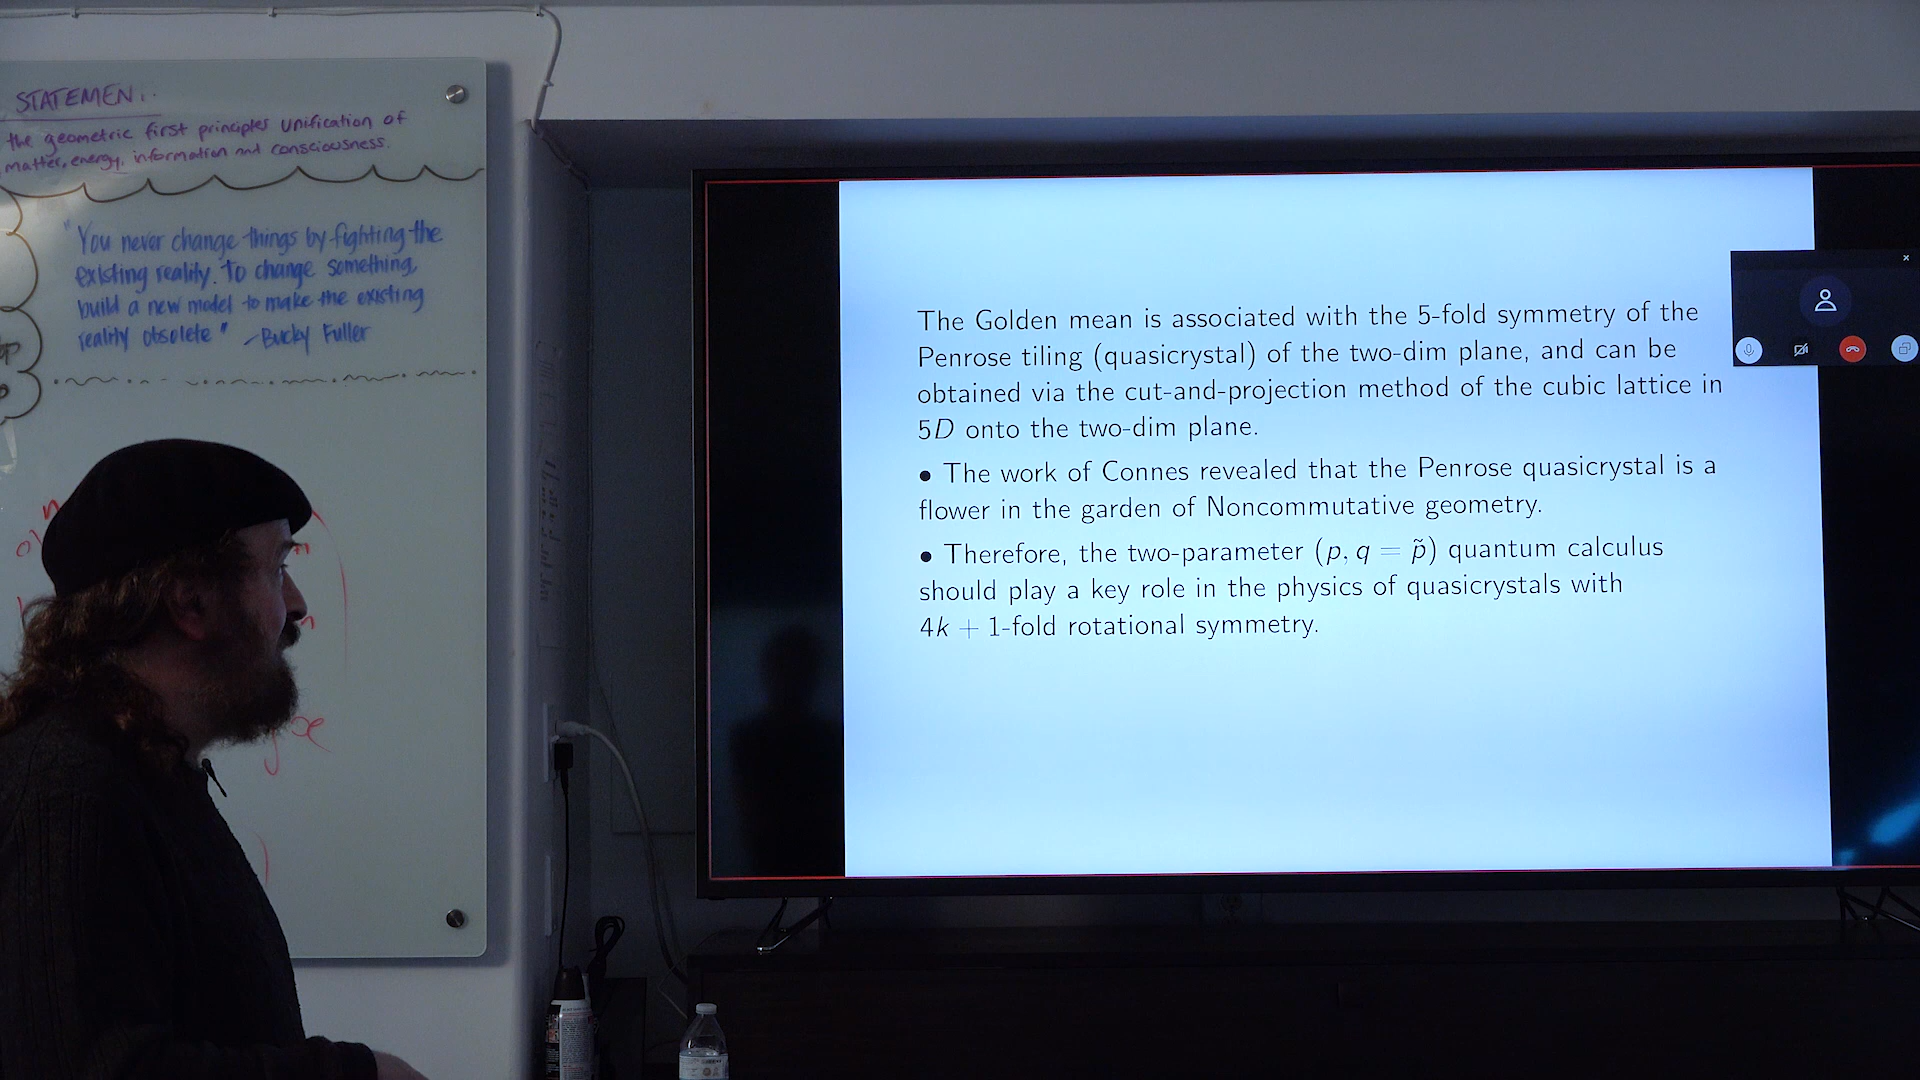 STATEMEN
the geometric first principles unification of
matter, energy, information and consciousness.
"You never change things by fighting the
existing reality. To change something,
build a new model to make the existing
reality obsolete" -Bucky Fuller
The Golden mean is associated with the 5-fold symmetry of the
Penrose tiling (quasicrystal) of the two-dim plane, and can be
obtained via the cut-and-projection method of the cubic lattice in
5D onto the two-dim plane.
• The work of Connes revealed that the Penrose quasicrystal is a
flower in the garden of Noncommutative geometry.
• Therefore, the two-parameter (p, q = p̃) quantum calculus
should play a key role in the physics of quasicrystals with
4k + 1-fold rotational symmetry.